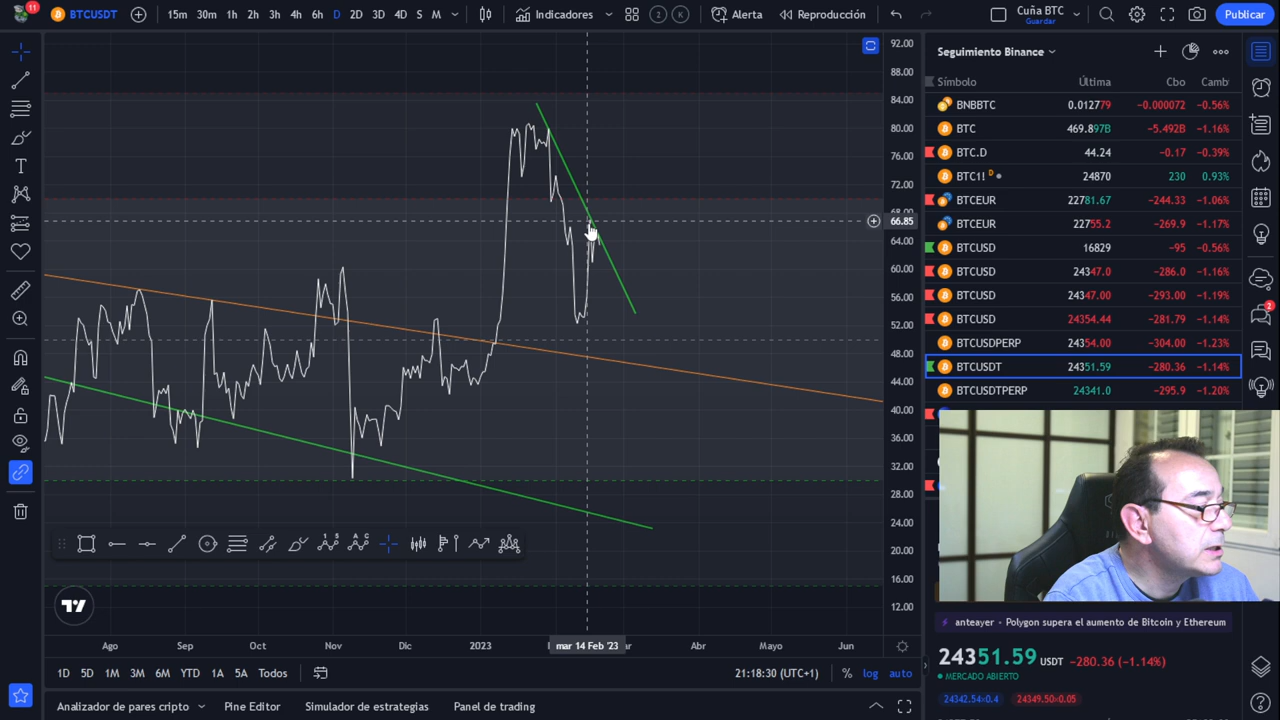 11
BTCUSDT
15m 30m 1h 2h 3h 4h 6h D 2D 3D 4D S M
Indicadores
2 K
Alerta
Reproducción
Cuña BTC
Guardar
Publicar
92.00
88.00
84.00
80.00
76.00
72.00
68.00
66.85
64.00
60.00
56.00
52.00
48.00
44.00
40.00
36.00
32.00
28.00
24.00
20.00
16.00
12.00
Ago Sep Oct Nov Dic 2023 mar 14 Feb '23 Abr Mayo Jun
1D 5D 1M 3M 6M YTD 1A 5A Todos
21:18:30 (UTC+1) % log auto
Analizador de pares cripto
Pine Editor
Simulador de estrategias
Panel de trading
Seguimiento Binance
Símbolo Última Cbo
BNBBTC 0.012779 −0.000072 −0.56%
BTC 469.897B −5.492B −1.16%
BTC.D 44.24 −0.17 −0.39%
BTC1! D 24870 230 0.93%
BTCEUR 22781.67 −244.33 −1.06%
BTCEUR 22755.2 −269.9 −1.17%
BTCUSD 16829 −95 −0.56%
BTCUSD 24347.0 −286.0 −1.16%
BTCUSD 24347.00 −293.00 −1.19%
BTCUSD 24354.44 −281.79 −1.14%
BTCUSDPERP 24354.00 −304.00 −1.23%
BTCUSDT 24351.59 −280.36 −1.14%
BTCUSDTPERP 24341.0 −295.9 −1.20%
2
anteayer • Polygon supera el aumento de Bitcoin y Ethereum
24351.59 USDT −280.36 (−1.14%)
MERCADO ABIERTO
24342.54×0.4 24349.50×0.05